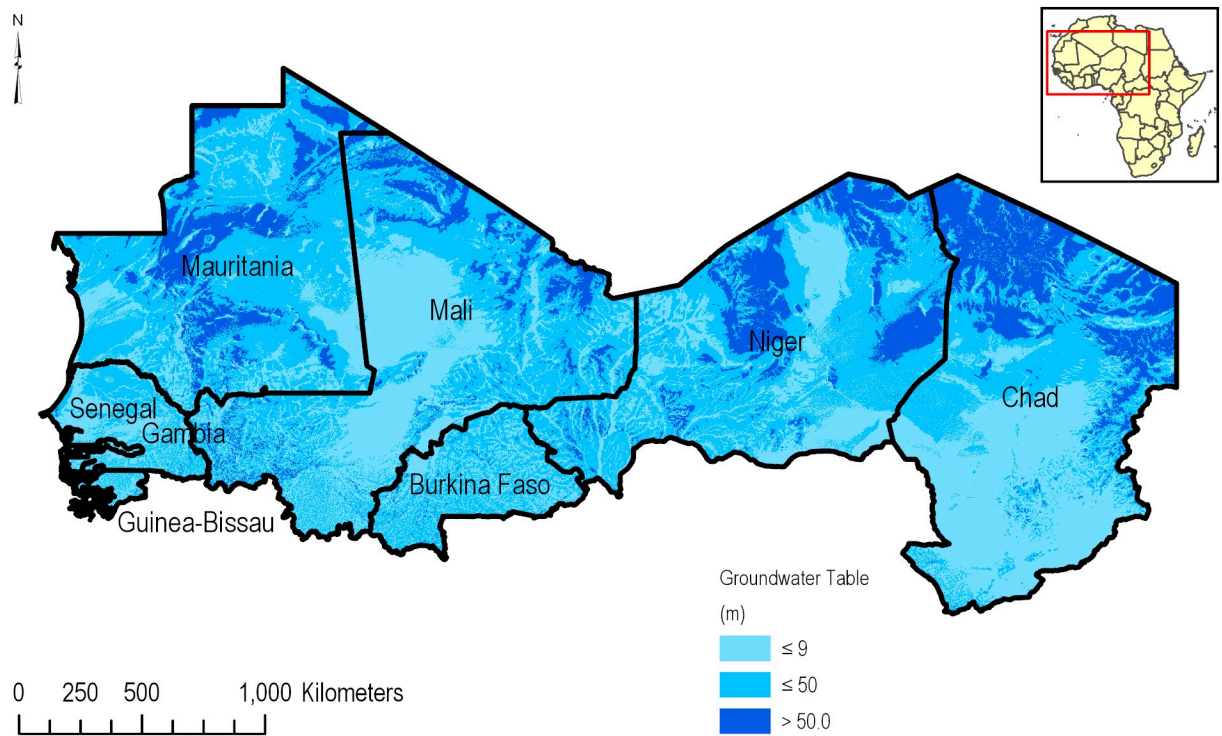 N
Mauritania
Mali
Niger
Chad
Senegal
Gambia
Burkina Faso
Guinea-Bissau
Groundwater Table
(m)
≤ 9
≤ 50
> 50.0
0 250 500 1,000 Kilometers